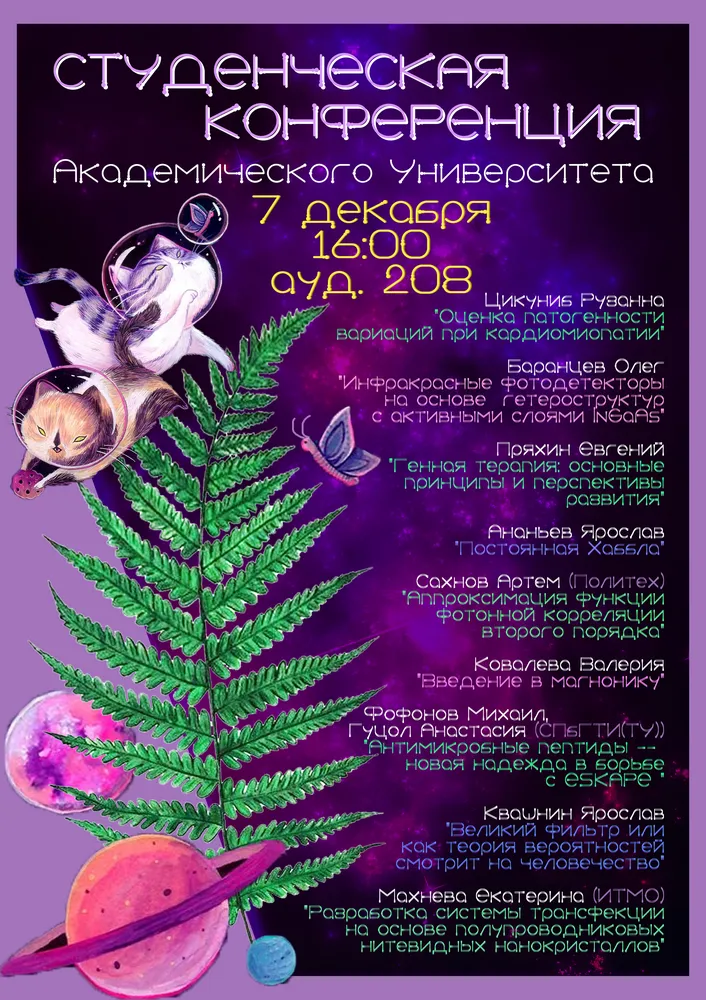 Студенческая
конференция
Академического Университета
7 декабря
16:00
ауд. 208
Цикуниб Рузанна
"Оценка патогенности
вариаций при кардиомиопатии"
Баранцев Олег
"Инфракрасные фотодетекторы
на основе гетероструктур
с активными слоями INGaAs"
Пряхин Евгений
"Генная терапия: основные
принципы и перспективы
развития"
Ананьев Ярослав
"Постоянная Хаббла"
Сахнов Артем (Политех)
"Аппроксимация функции
фотонной корреляции
второго порядка"
Ковалева Валерия
"Введение в магнонику"
Фофонов Михаил,
Гуцол Анастасия (СПбГТИ(ТУ))
"Антимикробные пептиды --
новая надежда в борьбе
с ESKAPE "
Квашнин Ярослав
"Великий фильтр или
как теория вероятностей
смотрит на человечество"
Махнева Екатерина (ИТМО)
"Разработка системы трансфекции
на основе полупроводниковых
нитевидных нанокристаллов"